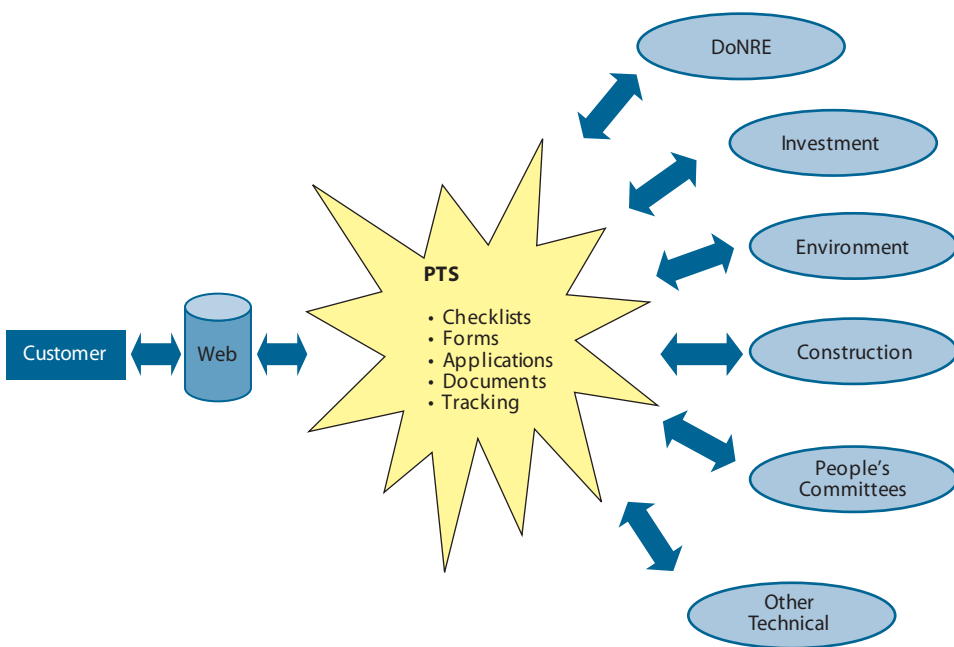 DoNRE
Investment
Environment
PTS
• Checklists
• Forms
• Applications
• Documents
• Tracking
Customer
Web
Construction
People’s
Committees
Other
Technical